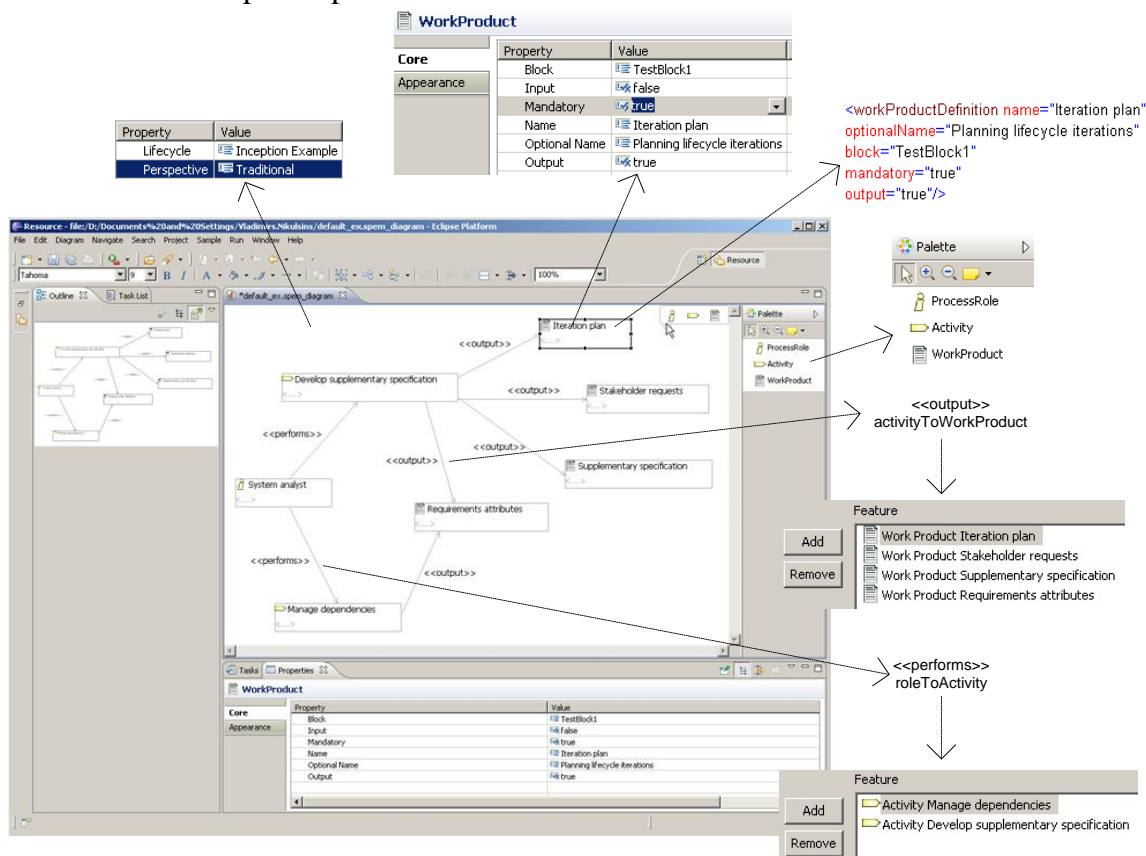 WorkProduct
Core
Appearance
Property Value
Block TestBlock1
Input false
Mandatory true
Name Iteration plan
Optional Name Planning lifecycle iterations
Output true
Property Value
Lifecycle Inception Example
Perspective Traditional
<workProductDefinition name="Iteration plan"
optionalName="Planning lifecycle iterations"
block="TestBlock1"
mandatory="true"
output="true"/>
Resource - file:/D:/Documents%20and%20Settings/Vladimirs.Nikulsins/default_ex.spem_diagram - Eclipse Platform
File Edit Diagram Navigate Search Project Sample Run Window Help
Tahoma 9 B I A 100% Resource
Outline Task List
*default_ex.spem_diagram
Iteration plan
<...>
<<output>>
Develop supplementary specification
<...>
<<output>>
Stakeholder requests
<...>
<<performs>>
<<output>>
<<output>>
Supplementary specification
<...>
System analyst
<...>
Requirements attributes
<...>
<<performs>>
<<output>>
Manage dependencies
<...>
Palette
ProcessRole
Activity
WorkProduct
Palette
ProcessRole
Activity
WorkProduct
<<output>>
activityToWorkProduct
Feature
Add
Remove
Work Product Iteration plan
Work Product Stakeholder requests
Work Product Supplementary specification
Work Product Requirements attributes
<<performs>>
roleToActivity
Feature
Add
Remove
Activity Manage dependencies
Activity Develop supplementary specification
Tasks Properties
WorkProduct
Core
Appearance
Property Value
Block TestBlock1
Input false
Mandatory true
Name Iteration plan
Optional Name Planning lifecycle iterations
Output true